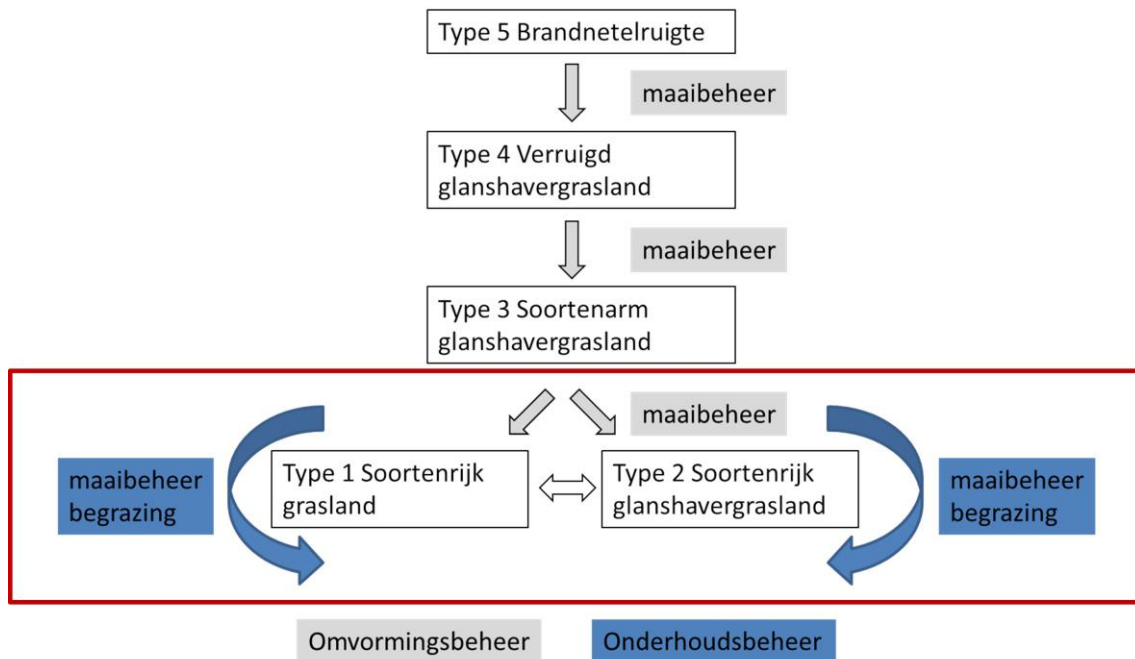 Type 5 Brandnetelruigte
maaibeheer
Type 4 Verruigd
glanshavergrasland
maaibeheer
Type 3 Soortenarm
glanshavergrasland
maaibeheer
maaibeheer
begrazing
Type 1 Soortenrijk
grasland
Type 2 Soortenrijk
glanshavergrasland
maaibeheer
begrazing
Omvormingsbeheer
Onderhoudsbeheer